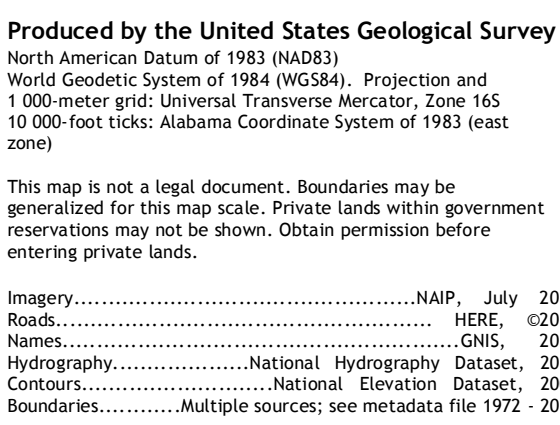 Produced by the United States Geological Survey
North American Datum of 1983 (NAD83)
World Geodetic System of 1984 (WGS84).  Projection and
1 000-meter grid: Universal Transverse Mercator, Zone 16S
10 000-foot ticks: Alabama Coordinate System of 1983 (east
zone)
This map is not a legal document. Boundaries may be
generalized for this map scale. Private lands within government
reservations may not be shown. Obtain permission before
entering private lands.
Imagery.................................................NAIP, July 20
Roads..................................................... HERE, ©20
Names........................................................GNIS, 20
Hydrography...................National Hydrography Dataset, 20
Contours...........................National Elevation Dataset, 20
Boundaries............Multiple sources; see metadata file 1972 - 20